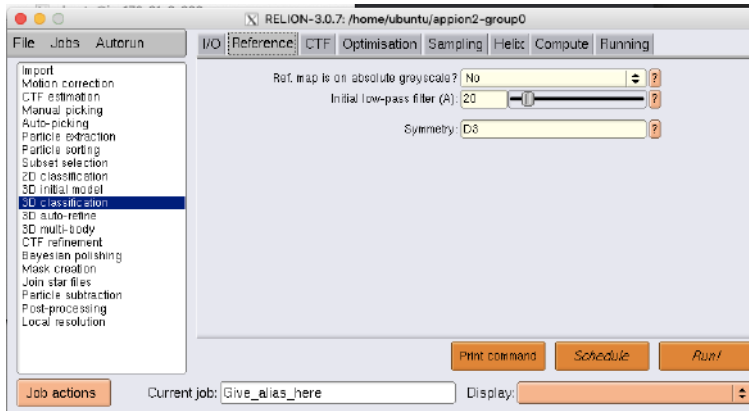 RELION-3.0.7: /home/ubuntu/appion2-group0
File Jobs Autorun
I/O Reference CTF Optimisation Sampling Helix Compute Running
Import
Motion correction
CTF estimation
Manual picking
Auto-picking
Particle extraction
Particle sorting
Subset selection
2D classification
3D initial model
3D classification
3D auto-refine
3D multi-body
CTF refinement
Bayesian polishing
Mask creation
Join star files
Particle subtraction
Post-processing
Local resolution
Ref. map is on absolute greyscale? No ?
Initial low-pass filter (A): 20 ?
Symmetry: D3 ?
Print command Schedule Run!
Job actions Current job: Give_alias_here Display: